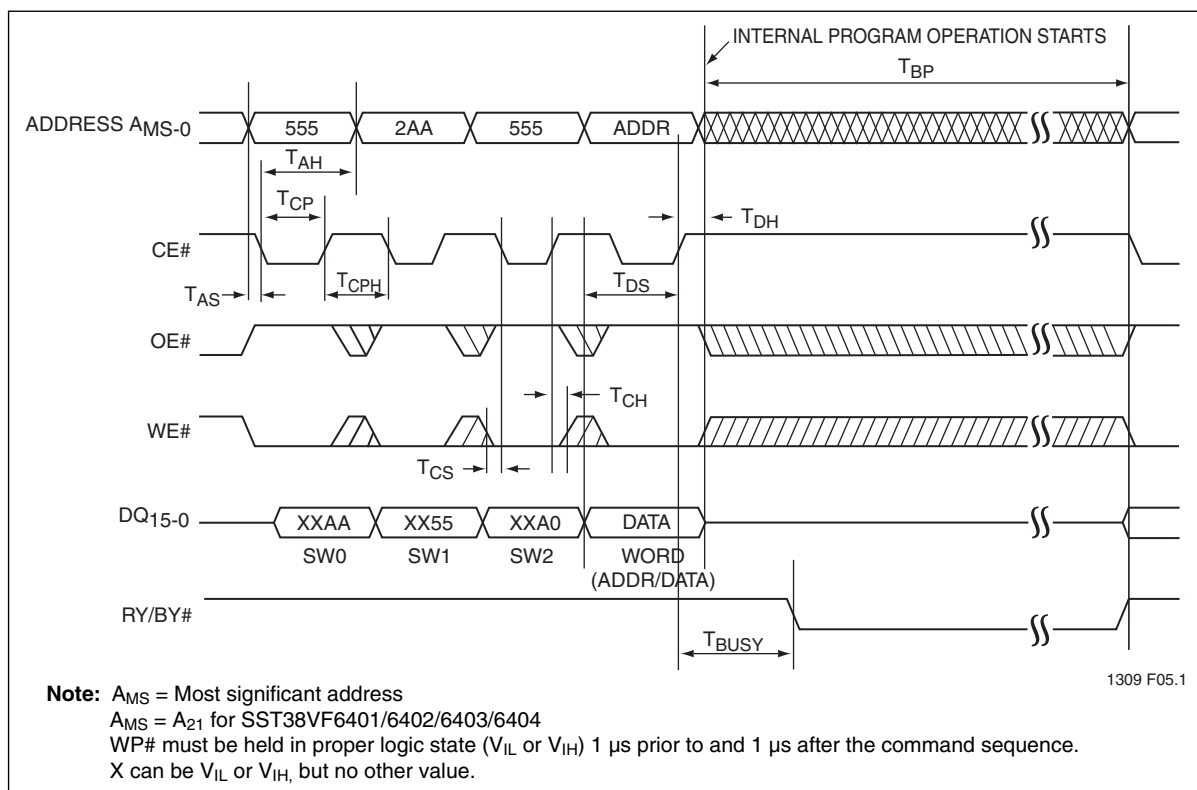 INTERNAL PROGRAM OPERATION STARTS
TBP
ADDRESS AMS-0
555
2AA
555
ADDR
TAH
TCP
TDH
CE#
TCPH
TDS
TAS
OE#
TCH
WE#
TCS
DQ15-0
XXAA
XX55
XXA0
DATA
SW0
SW1
SW2
WORD
(ADDR/DATA)
RY/BY#
TBUSY
1309 F05.1
Note: AMS = Most significant address
AMS = A21 for SST38VF6401/6402/6403/6404
WP# must be held in proper logic state (VIL or VIH) 1 µs prior to and 1 µs after the command sequence.
X can be VIL or VIH, but no other value.